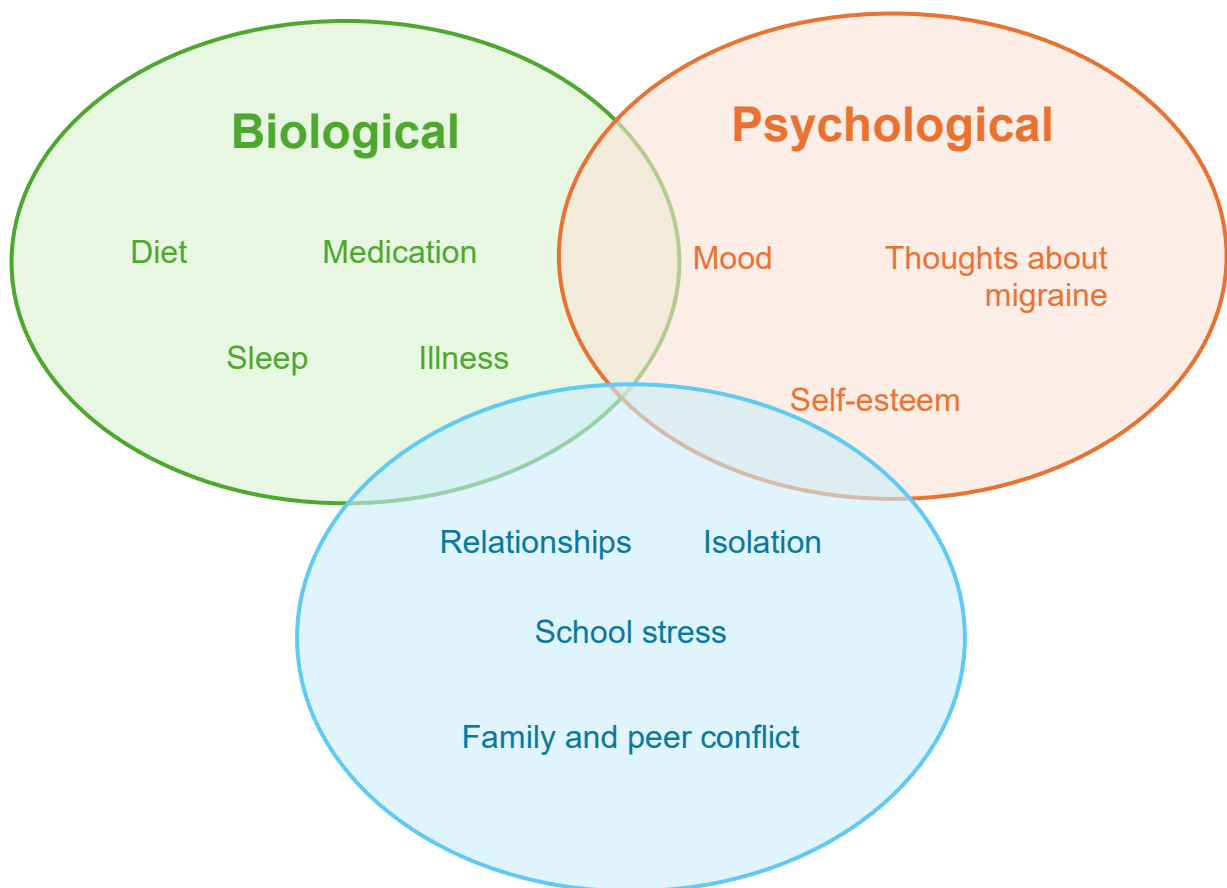 Biological
Psychological
Diet
Medication
Mood
Thoughts about
migraine
Sleep
Illness
Self-esteem
Relationships
Isolation
School stress
Family and peer conflict